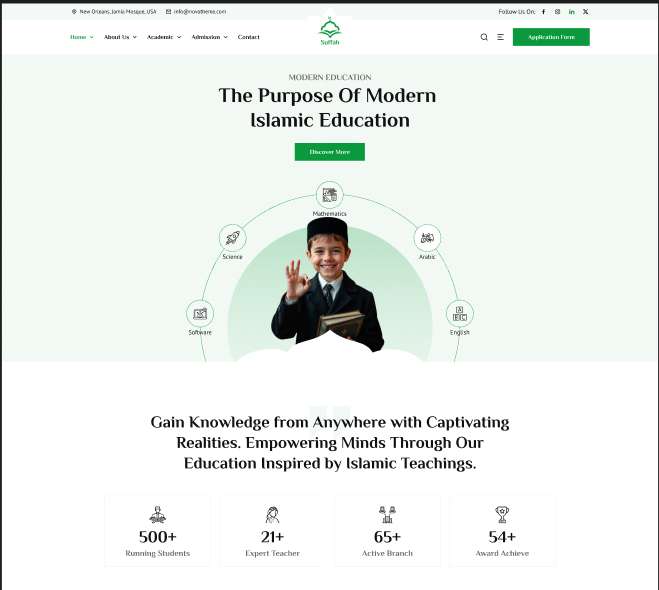 New Orleans, Jamia Mosque, USA
info@novotheme.com
Follow Us On:
Home
About Us
Academic
Admission
Contact
Suffah
Application Form
MODERN EDUCATION
The Purpose Of Modern
Islamic Education
Discover More
Mathematics
Science
Arabic
Software
A
B C
English
Gain Knowledge from Anywhere with Captivating
Realities. Empowering Minds Through Our
Education Inspired by Islamic Teachings.
500+
Running Students
21+
Expert Teacher
65+
Active Branch
54+
Award Achieve